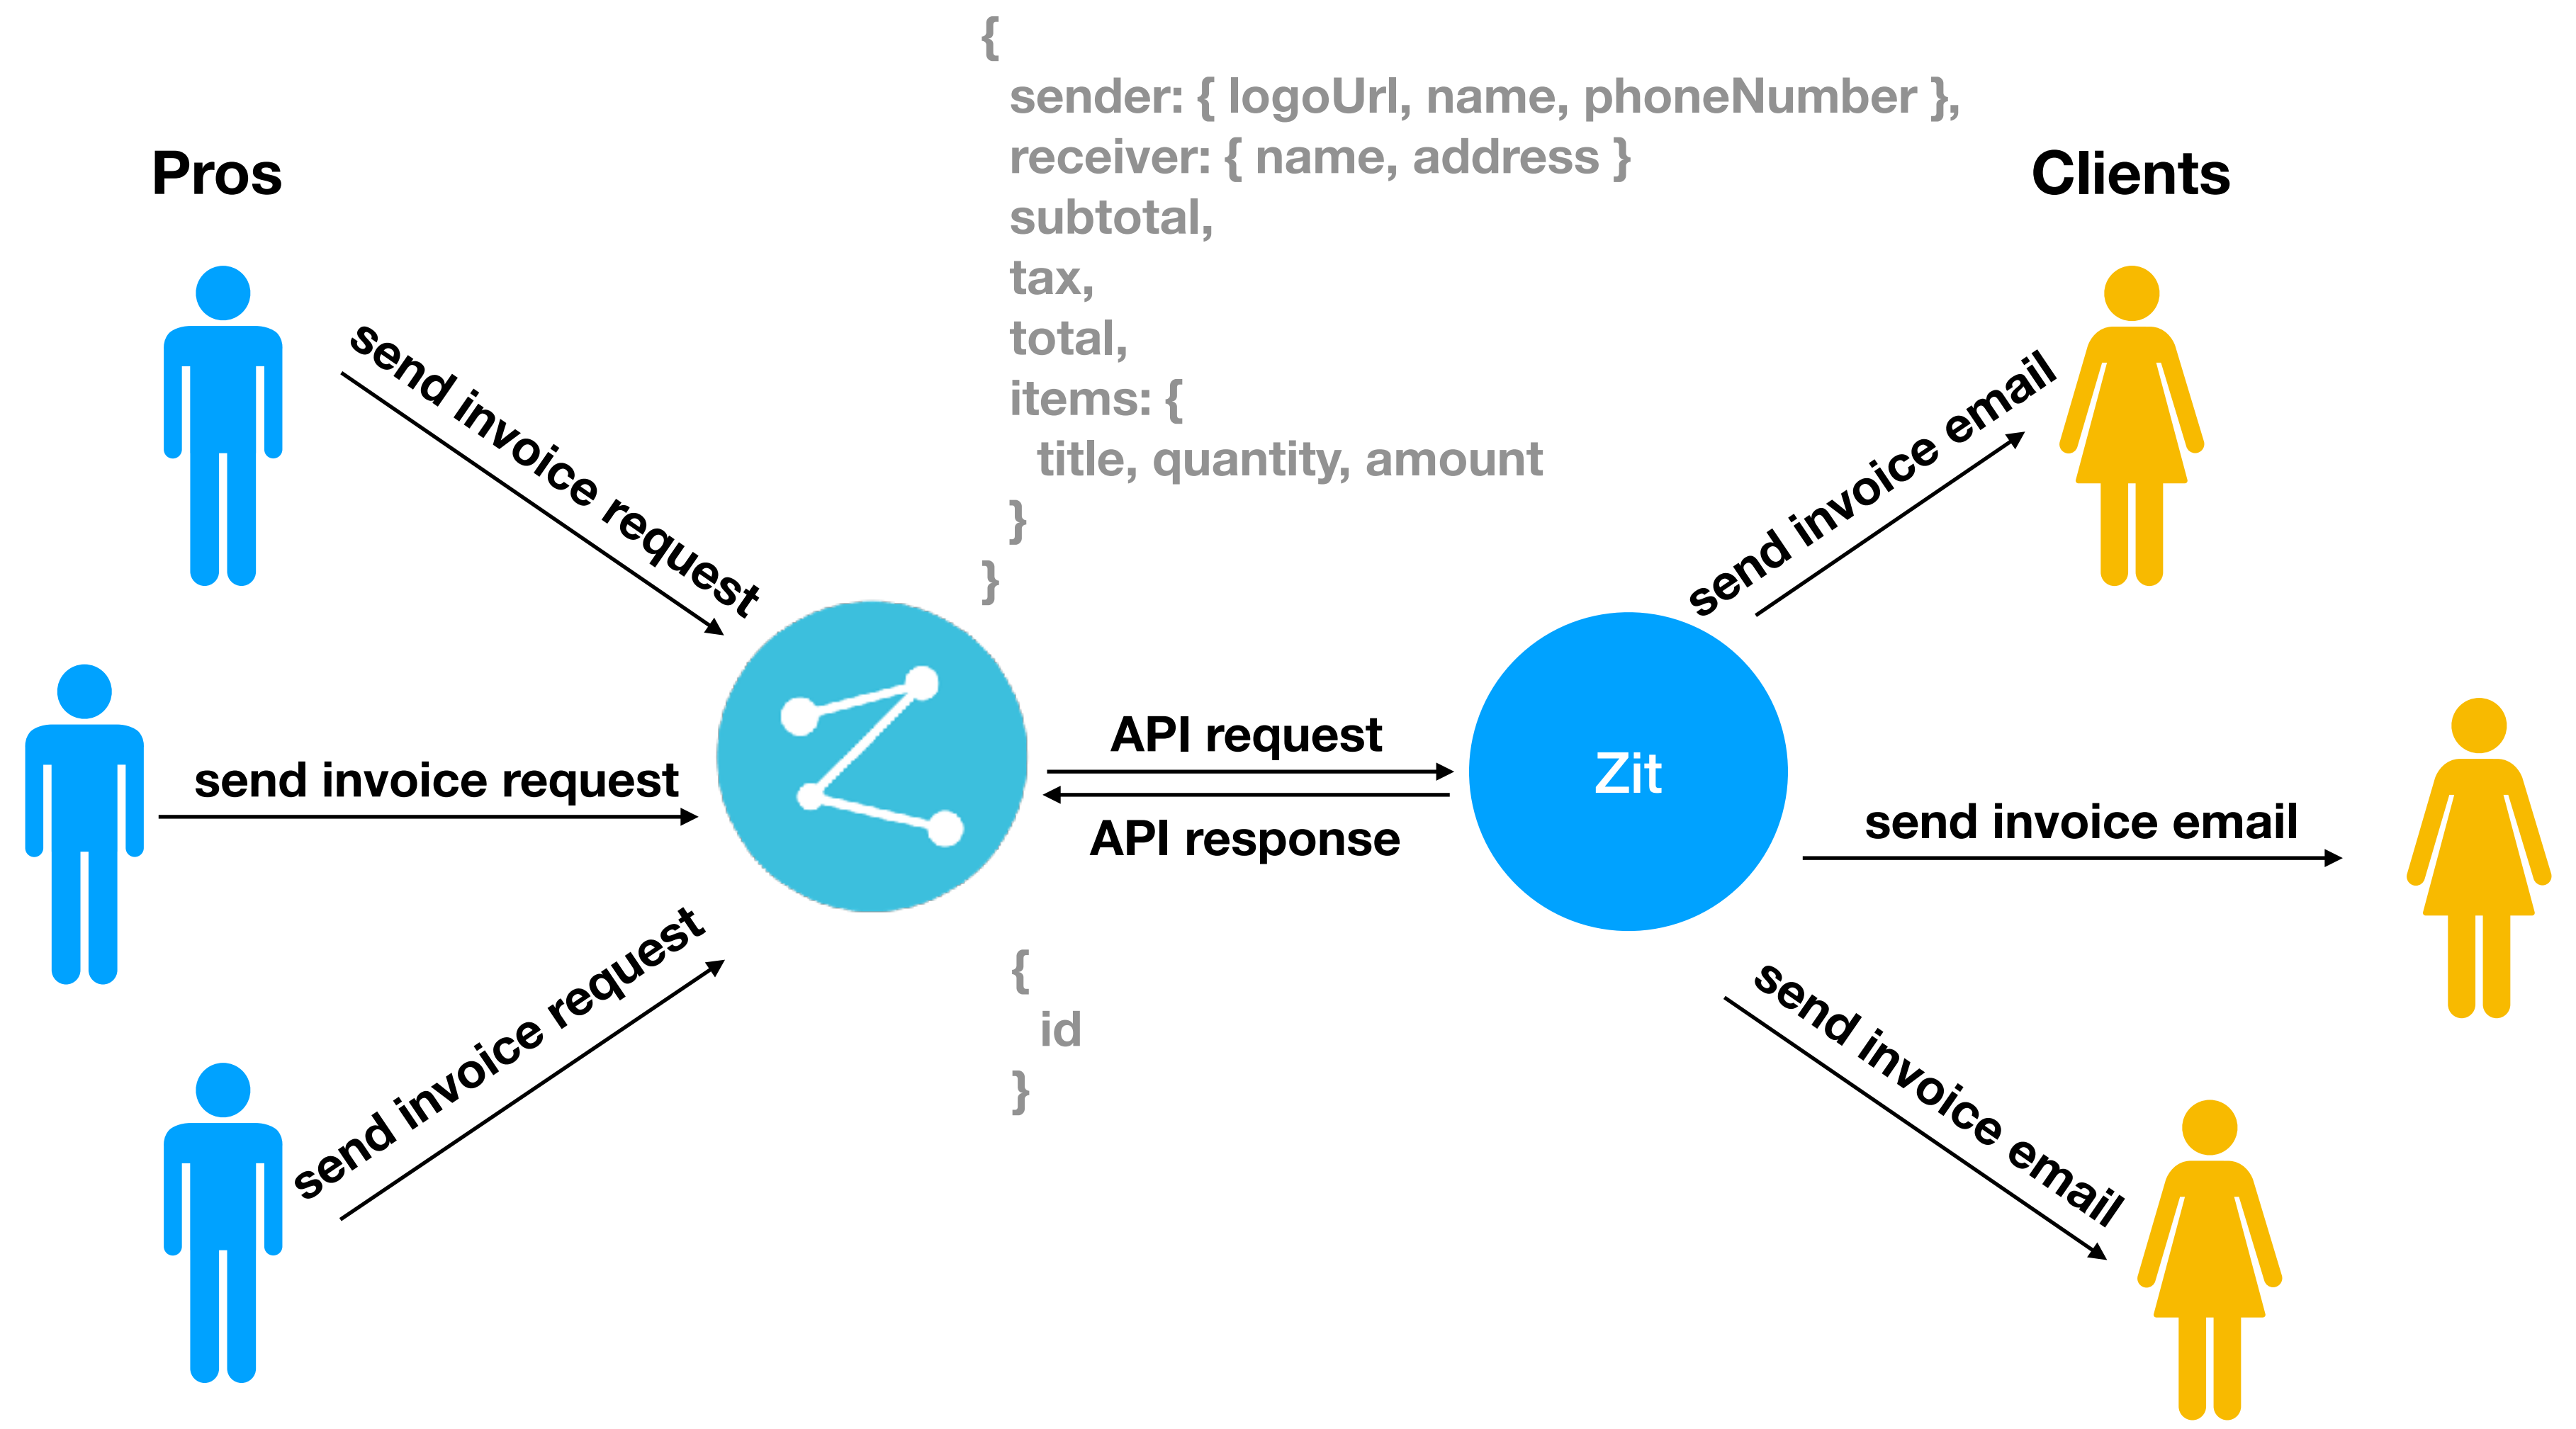 {
sender: { logoUrl, name, phoneNumber },
receiver: { name, address }
subtotal,
tax,
total,
items: {
title, quantity, amount
}
}
Pros
Clients
send invoice request
send invoice request
send invoice request
API request
API response
Zit
send invoice email
send invoice email
send invoice email
{
id
}